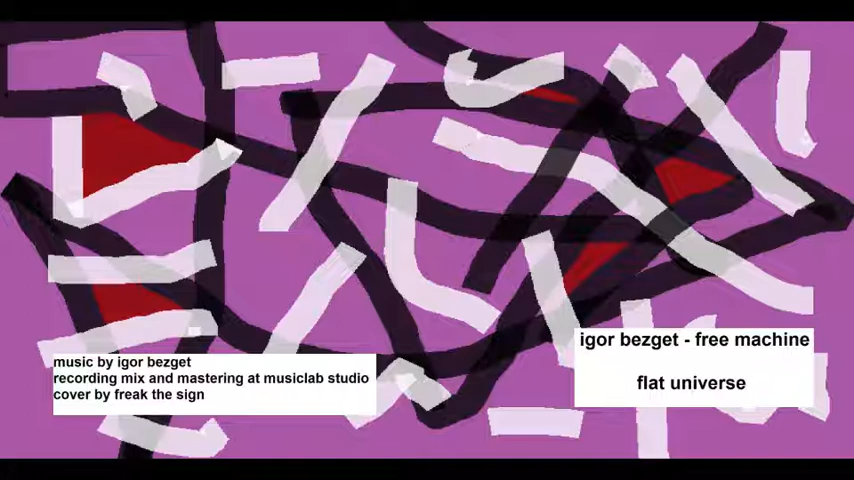 music by igor bezget
recording mix and mastering at musiclab studio
cover by freak the sign
igor bezget - free machine
flat universe